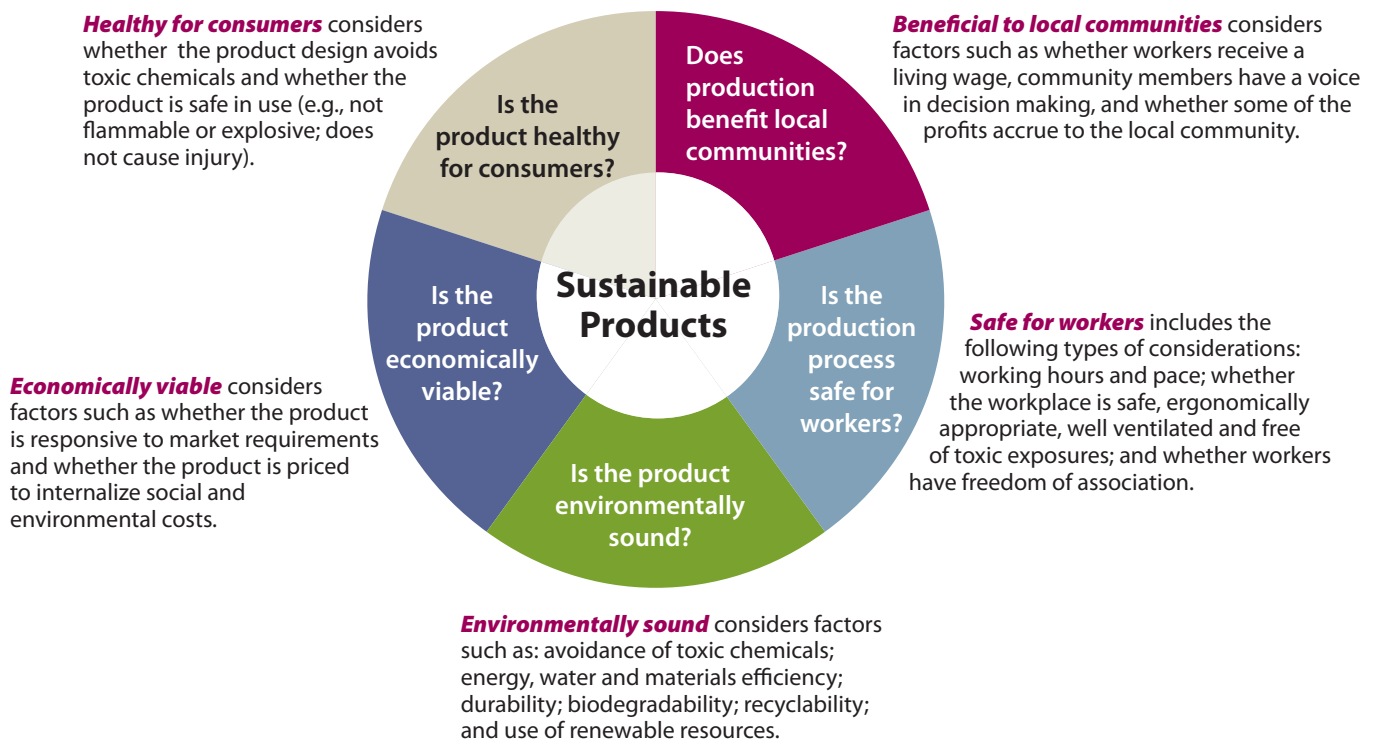 Healthy for consumers considers
whether the product design avoids
toxic chemicals and whether the
product is safe in use (e.g., not
flammable or explosive; does
not cause injury).
Is the
product healthy
for consumers?
Does
production
benefit local
communities?
Beneficial to local communities considers
factors such as whether workers receive a
living wage, community members have a voice
in decision making, and whether some of the
profits accrue to the local community.
Is the
product
economically
viable?
Sustainable
Products
Is the
production
process
safe for
workers?
Safe for workers includes the
following types of considerations:
working hours and pace; whether
the workplace is safe, ergonomically
appropriate, well ventilated and free
of toxic exposures; and whether workers
have freedom of association.
Economically viable considers
factors such as whether the product
is responsive to market requirements
and whether the product is priced
to internalize social and
environmental costs.
Is the product
environmentally
sound?
Environmentally sound considers factors
such as: avoidance of toxic chemicals;
energy, water and materials efficiency;
durability; biodegradability; recyclability;
and use of renewable resources.